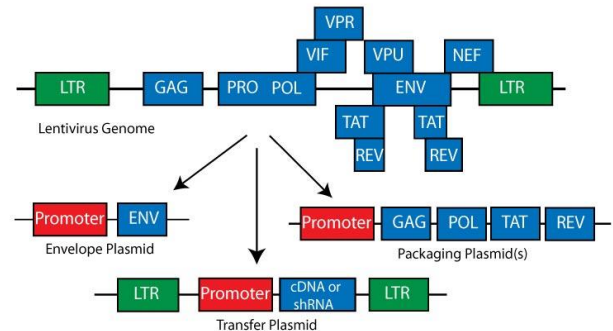 VPR
VIF VPU NEF
LTR GAG PRO POL ENV LTR
Lentivirus Genome TAT TAT
REV REV
Promoter ENV
Envelope Plasmid
Promoter GAG POL TAT REV
Packaging Plasmid(s)
LTR Promoter cDNA or LTR
shRNA
Transfer Plasmid